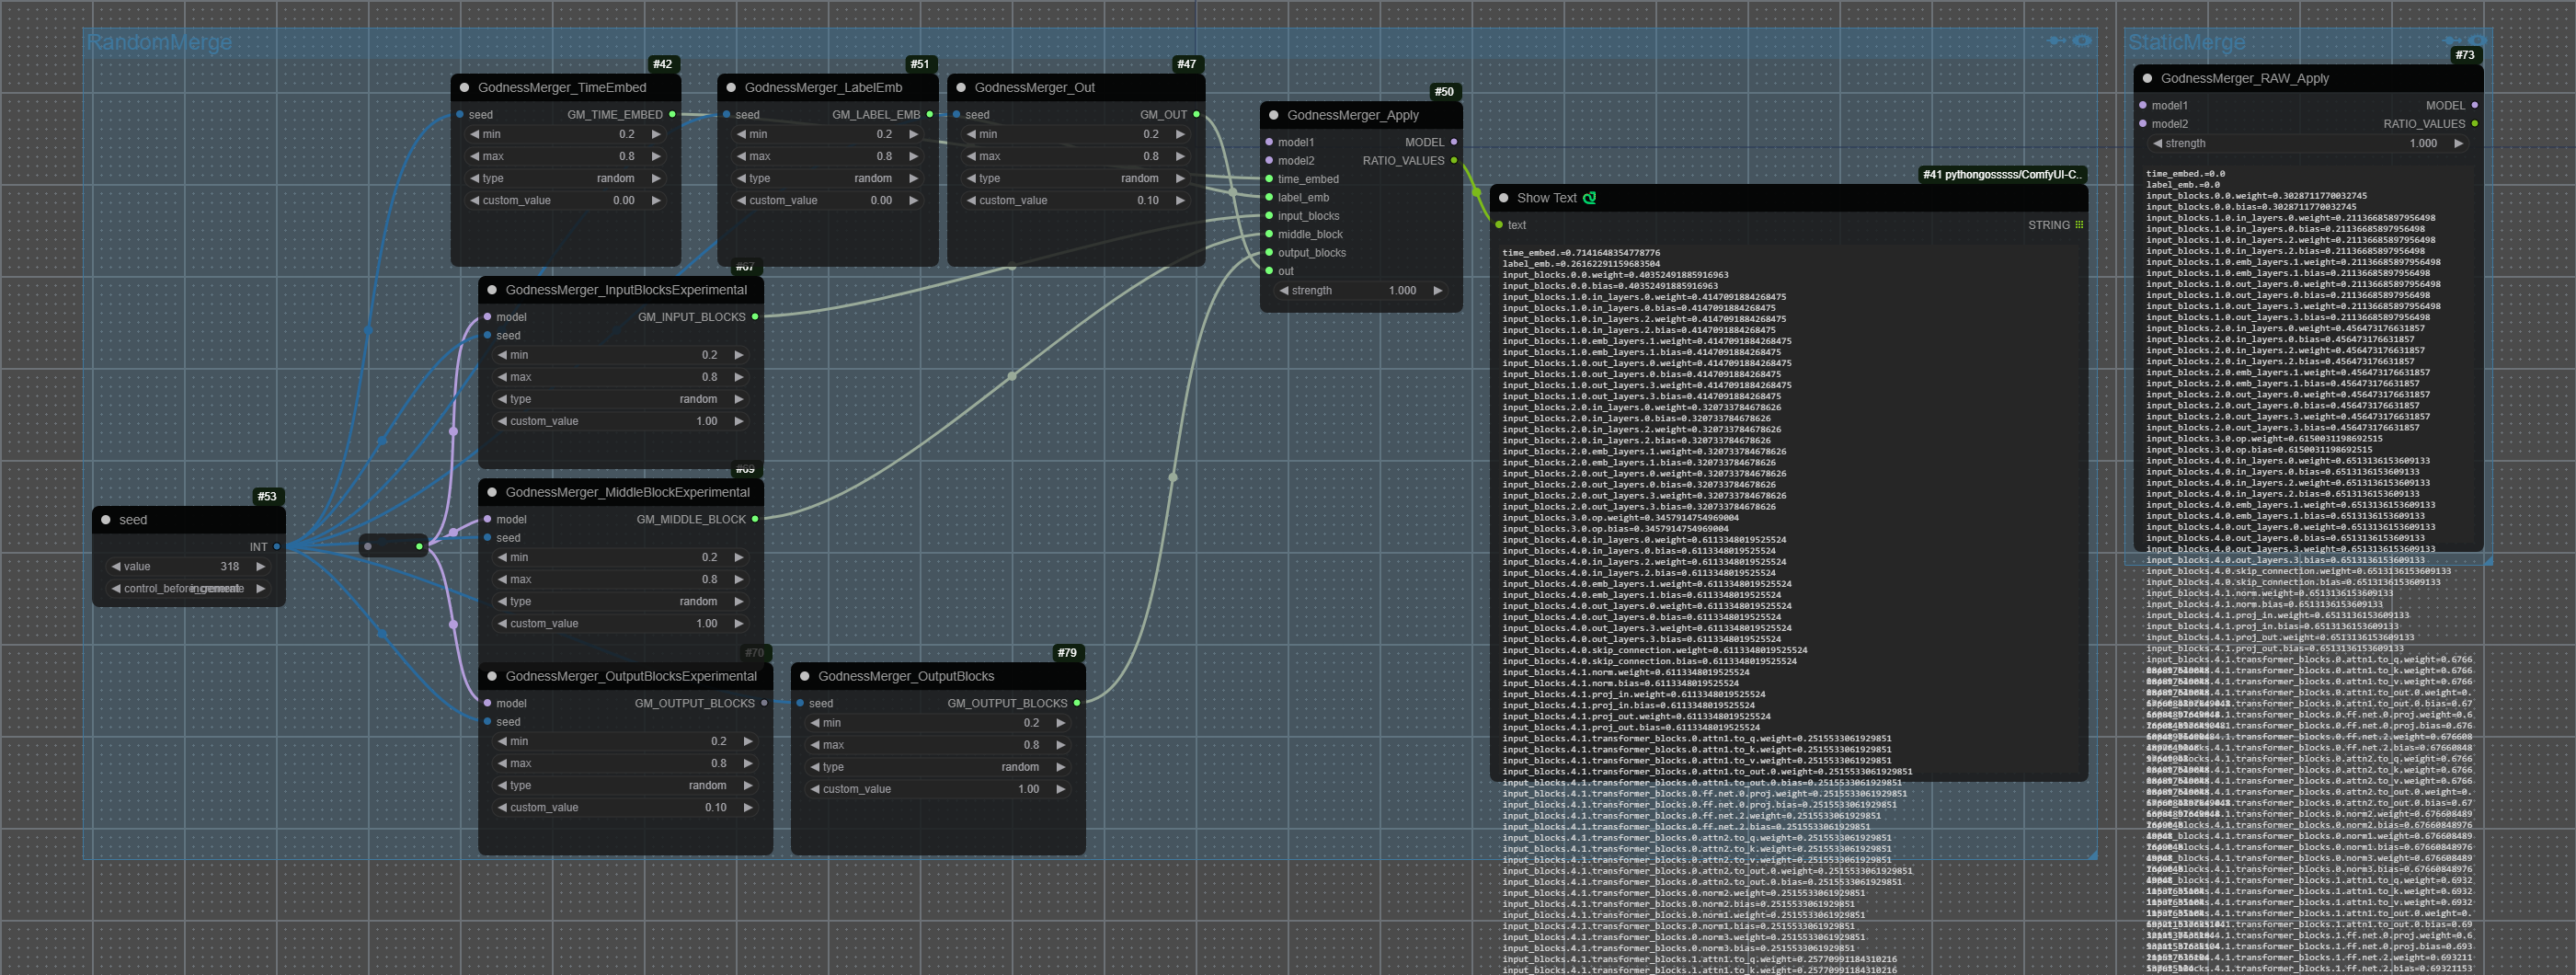 RandomMerge
#42
GodnessMerger_TimeEmbed
seed GM_TIME_EMBED
min 0.2
max 0.8
type random
custom_value 0.00
#51
GodnessMerger_LabelEmb
seed GM_LABEL_EMB
min 0.2
max 0.8
type random
custom_value 0.00
#47
GodnessMerger_Out
seed GM_OUT
min 0.2
max 0.8
type random
custom_value 0.10
#67
GodnessMerger_InputBlocksExperimental
model GM_INPUT_BLOCKS
seed
min 0.2
max 0.8
type random
custom_value 1.00
#69
GodnessMerger_MiddleBlockExperimental
model GM_MIDDLE_BLOCK
seed
min 0.2
max 0.8
type random
custom_value 1.00
#53
seed
INT
value 318
#70
GodnessMerger_OutputBlocksExperimental
model GM_OUTPUT_BLOCKS
seed
min 0.2
max 0.8
type random
custom_value 0.10
#79
GodnessMerger_OutputBlocks
seed GM_OUTPUT_BLOCKS
min 0.2
max 0.8
type random
custom_value 1.00
#50
GodnessMerger_Apply
model1 MODEL
model2 RATIO_VALUES
time_embed
label_emb
input_blocks
middle_block
output_blocks
out
strength 1.000
#41 pythongosssss/ComfyUI-C..
Show Text
text STRING
time_embed.=0.7141648354778776
label_emb.=0.26162291159683504
input_blocks.0.0.weight=0.40352491885916963
input_blocks.0.0.bias=0.40352491885916963
input_blocks.1.0.in_layers.0.weight=0.4147091884268475
input_blocks.1.0.in_layers.0.bias=0.4147091884268475
input_blocks.1.0.in_layers.2.weight=0.4147091884268475
input_blocks.1.0.in_layers.2.bias=0.4147091884268475
input_blocks.1.0.emb_layers.1.weight=0.4147091884268475
input_blocks.1.0.emb_layers.1.bias=0.4147091884268475
input_blocks.1.0.out_layers.0.weight=0.4147091884268475
input_blocks.1.0.out_layers.0.bias=0.4147091884268475
input_blocks.1.0.out_layers.3.weight=0.4147091884268475
input_blocks.1.0.out_layers.3.bias=0.4147091884268475
input_blocks.2.0.in_layers.0.weight=0.320733784678626
input_blocks.2.0.in_layers.0.bias=0.320733784678626
input_blocks.2.0.in_layers.2.weight=0.320733784678626
input_blocks.2.0.in_layers.2.bias=0.320733784678626
input_blocks.2.0.emb_layers.1.weight=0.320733784678626
input_blocks.2.0.emb_layers.1.bias=0.320733784678626
input_blocks.2.0.out_layers.0.weight=0.320733784678626
input_blocks.2.0.out_layers.0.bias=0.320733784678626
input_blocks.2.0.out_layers.3.weight=0.320733784678626
input_blocks.2.0.out_layers.3.bias=0.320733784678626
input_blocks.3.0.op.weight=0.3457914754969004
input_blocks.3.0.op.bias=0.3457914754969004
input_blocks.4.0.in_layers.0.weight=0.6113348019525524
input_blocks.4.0.in_layers.0.bias=0.6113348019525524
input_blocks.4.0.in_layers.2.weight=0.6113348019525524
input_blocks.4.0.in_layers.2.bias=0.6113348019525524
input_blocks.4.0.emb_layers.1.weight=0.6113348019525524
input_blocks.4.0.emb_layers.1.bias=0.6113348019525524
input_blocks.4.0.out_layers.0.weight=0.6113348019525524
input_blocks.4.0.out_layers.0.bias=0.6113348019525524
input_blocks.4.0.out_layers.3.weight=0.6113348019525524
input_blocks.4.0.out_layers.3.bias=0.6113348019525524
input_blocks.4.0.skip_connection.weight=0.6113348019525524
input_blocks.4.0.skip_connection.bias=0.6113348019525524
input_blocks.4.1.norm.weight=0.6113348019525524
input_blocks.4.1.norm.bias=0.6113348019525524
input_blocks.4.1.proj_in.weight=0.6113348019525524
input_blocks.4.1.proj_in.bias=0.6113348019525524
input_blocks.4.1.proj_out.weight=0.6113348019525524
input_blocks.4.1.proj_out.bias=0.6113348019525524
input_blocks.4.1.transformer_blocks.0.attn1.to_q.weight=0.2515533061929851
input_blocks.4.1.transformer_blocks.0.attn1.to_k.weight=0.2515533061929851
input_blocks.4.1.transformer_blocks.0.attn1.to_v.weight=0.2515533061929851
input_blocks.4.1.transformer_blocks.0.attn1.to_out.0.weight=0.2515533061929851
input_blocks.4.1.transformer_blocks.0.attn1.to_out.0.bias=0.2515533061929851
input_blocks.4.1.transformer_blocks.0.ff.net.0.proj.weight=0.2515533061929851
input_blocks.4.1.transformer_blocks.0.ff.net.0.proj.bias=0.2515533061929851
input_blocks.4.1.transformer_blocks.0.ff.net.2.weight=0.2515533061929851
input_blocks.4.1.transformer_blocks.0.ff.net.2.bias=0.2515533061929851
input_blocks.4.1.transformer_blocks.0.attn2.to_q.weight=0.2515533061929851
input_blocks.4.1.transformer_blocks.0.attn2.to_k.weight=0.2515533061929851
input_blocks.4.1.transformer_blocks.0.attn2.to_v.weight=0.2515533061929851
input_blocks.4.1.transformer_blocks.0.attn2.to_out.0.weight=0.2515533061929851
input_blocks.4.1.transformer_blocks.0.attn2.to_out.0.bias=0.2515533061929851
input_blocks.4.1.transformer_blocks.0.norm2.weight=0.2515533061929851
input_blocks.4.1.transformer_blocks.0.norm2.bias=0.2515533061929851
input_blocks.4.1.transformer_blocks.0.norm1.weight=0.2515533061929851
input_blocks.4.1.transformer_blocks.0.norm1.bias=0.2515533061929851
input_blocks.4.1.transformer_blocks.0.norm3.weight=0.2515533061929851
input_blocks.4.1.transformer_blocks.0.norm3.bias=0.2515533061929851
input_blocks.4.1.transformer_blocks.1.attn1.to_q.weight=0.25770991184310216
input_blocks.4.1.transformer_blocks.1.attn1.to_k.weight=0.25770991184310216
StaticMerge
#73
GodnessMerger_RAW_Apply
model1 MODEL
model2 RATIO_VALUES
strength 1.000
time_embed.=0.0
label_emb.=0.0
input_blocks.0.0.weight=0.3028711770032745
input_blocks.0.0.bias=0.3028711770032745
input_blocks.1.0.in_layers.0.weight=0.21136685897956498
input_blocks.1.0.in_layers.0.bias=0.21136685897956498
input_blocks.1.0.in_layers.2.weight=0.21136685897956498
input_blocks.1.0.in_layers.2.bias=0.21136685897956498
input_blocks.1.0.emb_layers.1.weight=0.21136685897956498
input_blocks.1.0.emb_layers.1.bias=0.21136685897956498
input_blocks.1.0.out_layers.0.weight=0.21136685897956498
input_blocks.1.0.out_layers.0.bias=0.21136685897956498
input_blocks.1.0.out_layers.3.weight=0.21136685897956498
input_blocks.1.0.out_layers.3.bias=0.21136685897956498
input_blocks.2.0.in_layers.0.weight=0.456473176631857
input_blocks.2.0.in_layers.0.bias=0.456473176631857
input_blocks.2.0.in_layers.2.weight=0.456473176631857
input_blocks.2.0.in_layers.2.bias=0.456473176631857
input_blocks.2.0.emb_layers.1.weight=0.456473176631857
input_blocks.2.0.emb_layers.1.bias=0.456473176631857
input_blocks.2.0.out_layers.0.weight=0.456473176631857
input_blocks.2.0.out_layers.0.bias=0.456473176631857
input_blocks.2.0.out_layers.3.weight=0.456473176631857
input_blocks.2.0.out_layers.3.bias=0.456473176631857
input_blocks.3.0.op.weight=0.6150031198692515
input_blocks.3.0.op.bias=0.6150031198692515
input_blocks.4.0.in_layers.0.weight=0.6513136153609133
input_blocks.4.0.in_layers.0.bias=0.6513136153609133
input_blocks.4.0.in_layers.2.weight=0.6513136153609133
input_blocks.4.0.in_layers.2.bias=0.6513136153609133
input_blocks.4.0.emb_layers.1.weight=0.6513136153609133
input_blocks.4.0.emb_layers.1.bias=0.6513136153609133
input_blocks.4.0.out_layers.0.weight=0.6513136153609133
input_blocks.4.0.out_layers.0.bias=0.6513136153609133
input_blocks.4.0.out_layers.3.weight=0.6513136153609133
input_blocks.4.0.out_layers.3.bias=0.6513136153609133
input_blocks.4.0.skip_connection.weight=0.6513136153609133
input_blocks.4.0.skip_connection.bias=0.6513136153609133
input_blocks.4.1.norm.weight=0.6513136153609133
input_blocks.4.1.norm.bias=0.6513136153609133
input_blocks.4.1.proj_in.weight=0.6513136153609133
input_blocks.4.1.proj_in.bias=0.6513136153609133
input_blocks.4.1.proj_out.weight=0.6513136153609133
input_blocks.4.1.proj_out.bias=0.6513136153609133
input_blocks.4.1.transformer_blocks.0.attn1.to_q.weight=0.6766